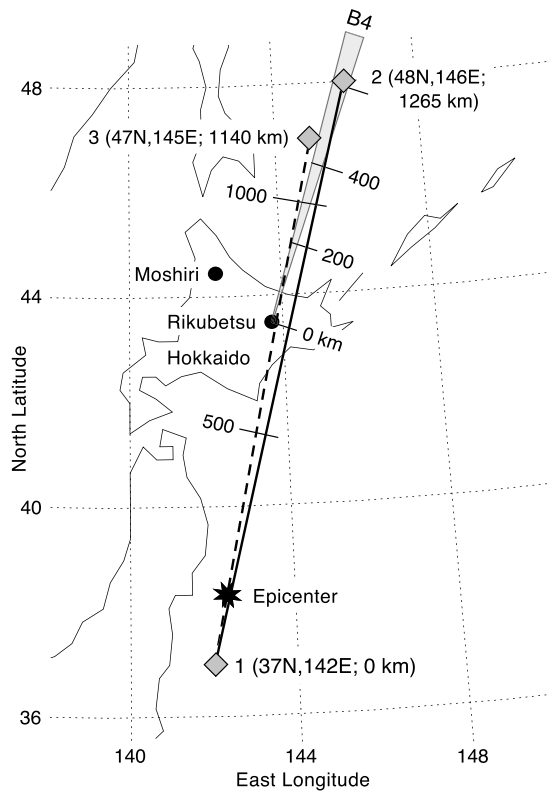 B4
48
2 (48N,146E;
1265 km)
3 (47N,145E; 1140 km)
400
1000
200
Moshiri
44
Rikubetsu
0 km
Hokkaido
500
North Latitude
40
Epicenter
1 (37N,142E; 0 km)
36
140
144
148
East Longitude